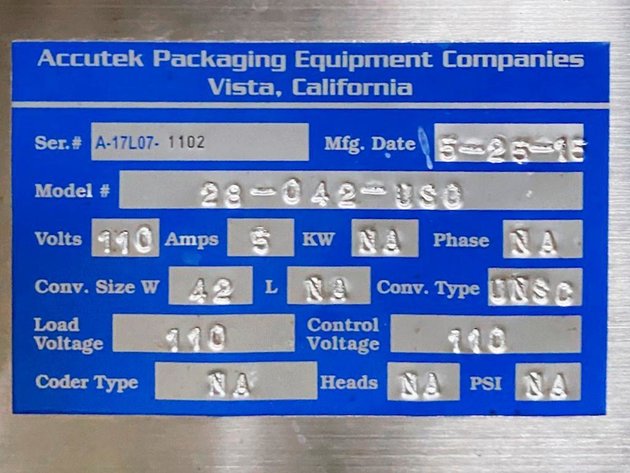 Accutek Packaging Equipment Companies
Vista, California
Ser.# A-17L07- 1102 Mfg. Date 5-25-15
Model # 28-042-USC
Volts 110 Amps 5 KW NA Phase NA
Conv. Size W 42 L NA Conv. Type UNSC
Load Voltage 110 Control Voltage 110
Coder Type NA Heads NA PSI NA